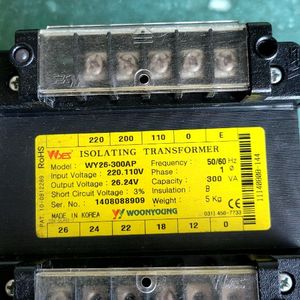 220 200 110 0 E
RoHS
Wyes ISOLATING TRANSFORMER
Model : WY26-300AP Frequency : 50/60 Hz
Input Voltage : 220.110V Phase : 1 Ø
Output Voltage : 26.24V Capacity : 300 VA
Short Circuit Voltage : 3% Insulation : B
Ser. No. : 1408088909 Weight : 5 Kg
MADE IN KOREA WOONYOUNG
26 24 22 18 12 0